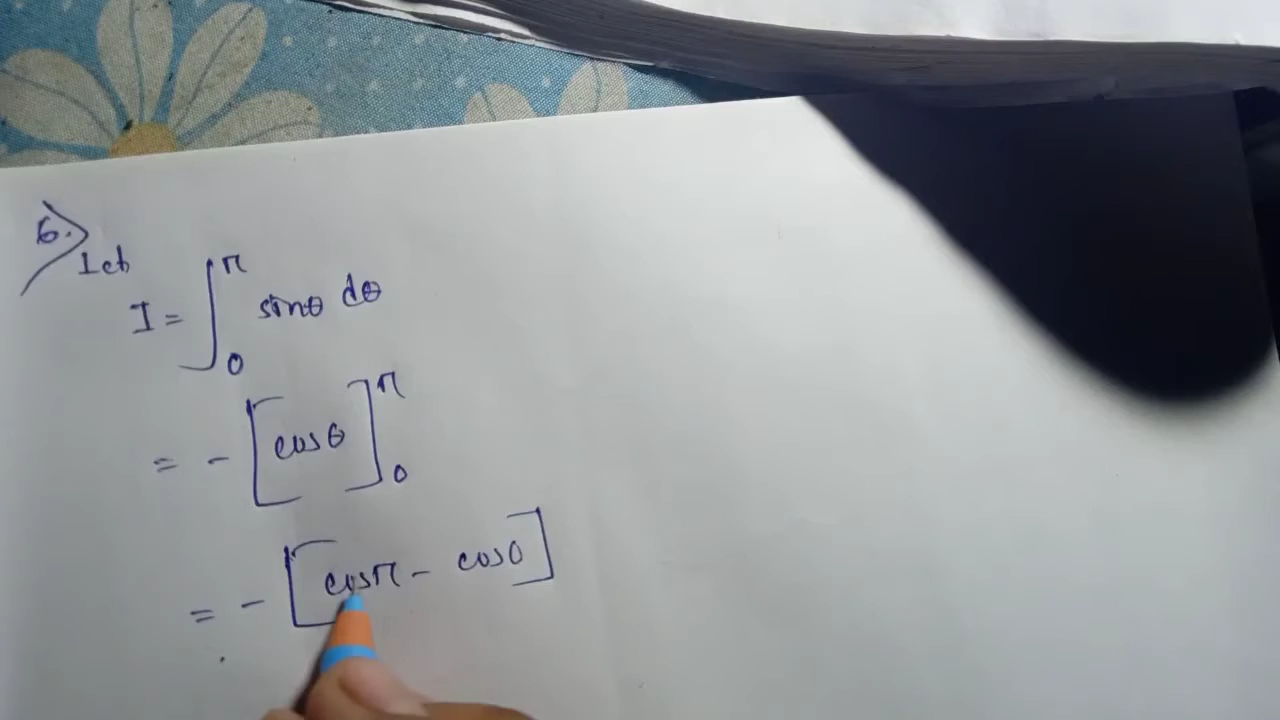 6.
Let
I = ∫₀^π sinθ dθ
= - [cosθ]₀^π
= - [cosπ - cos0]